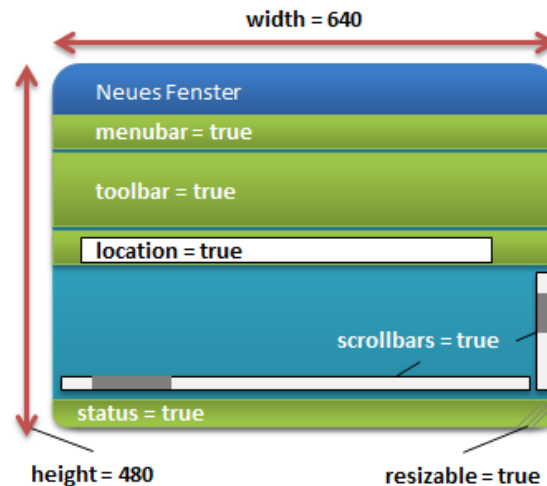 width = 640
Neues Fenster
menubar = true
toolbar = true
location = true
scrollbars = true
status = true
height = 480
resizable = true